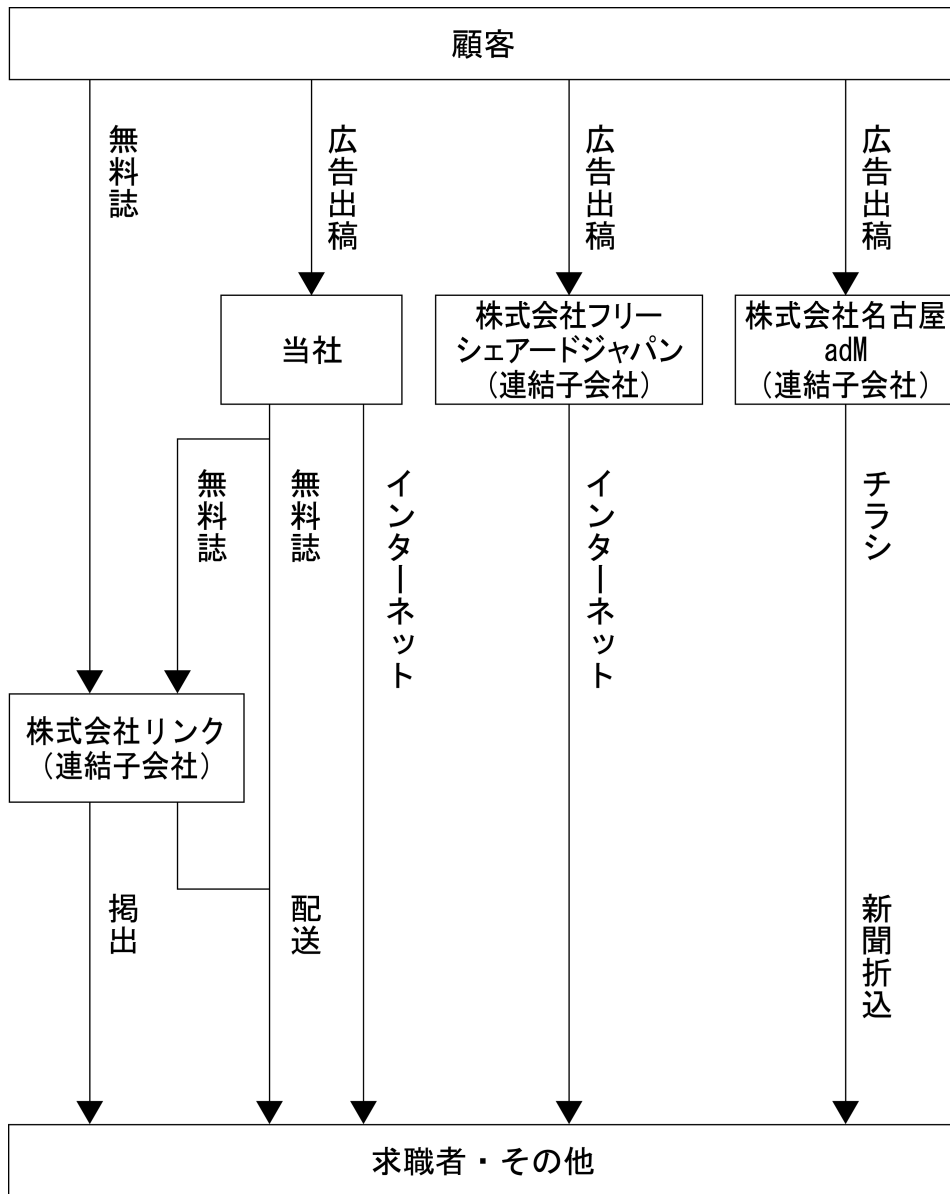 顧客
無料誌
広告出稿
広告出稿
広告出稿
当社
株式会社フリー
シェアードジャパン
（連結子会社）
株式会社名古屋
adM
（連結子会社）
無料誌
無料誌
インターネット
インターネット
チラシ
株式会社リンク
（連結子会社）
掲出
配送
新聞折込
求職者・その他